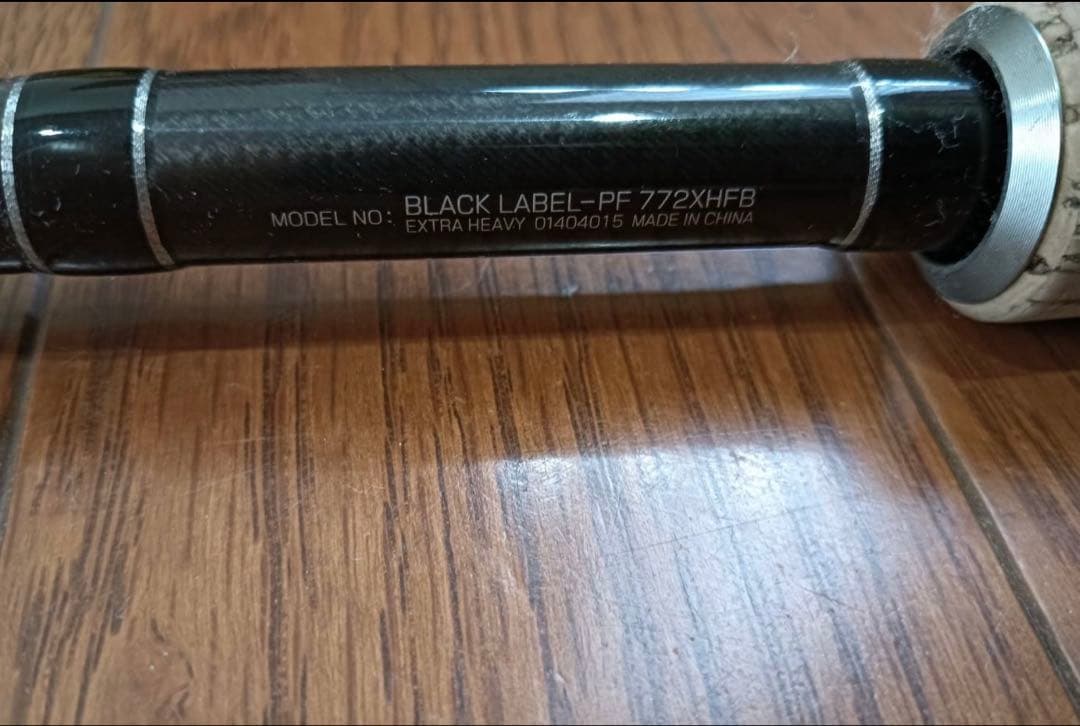 MODEL NO: BLACK LABEL-PF 772XHFB
EXTRA HEAVY 01404015 MADE IN CHINA